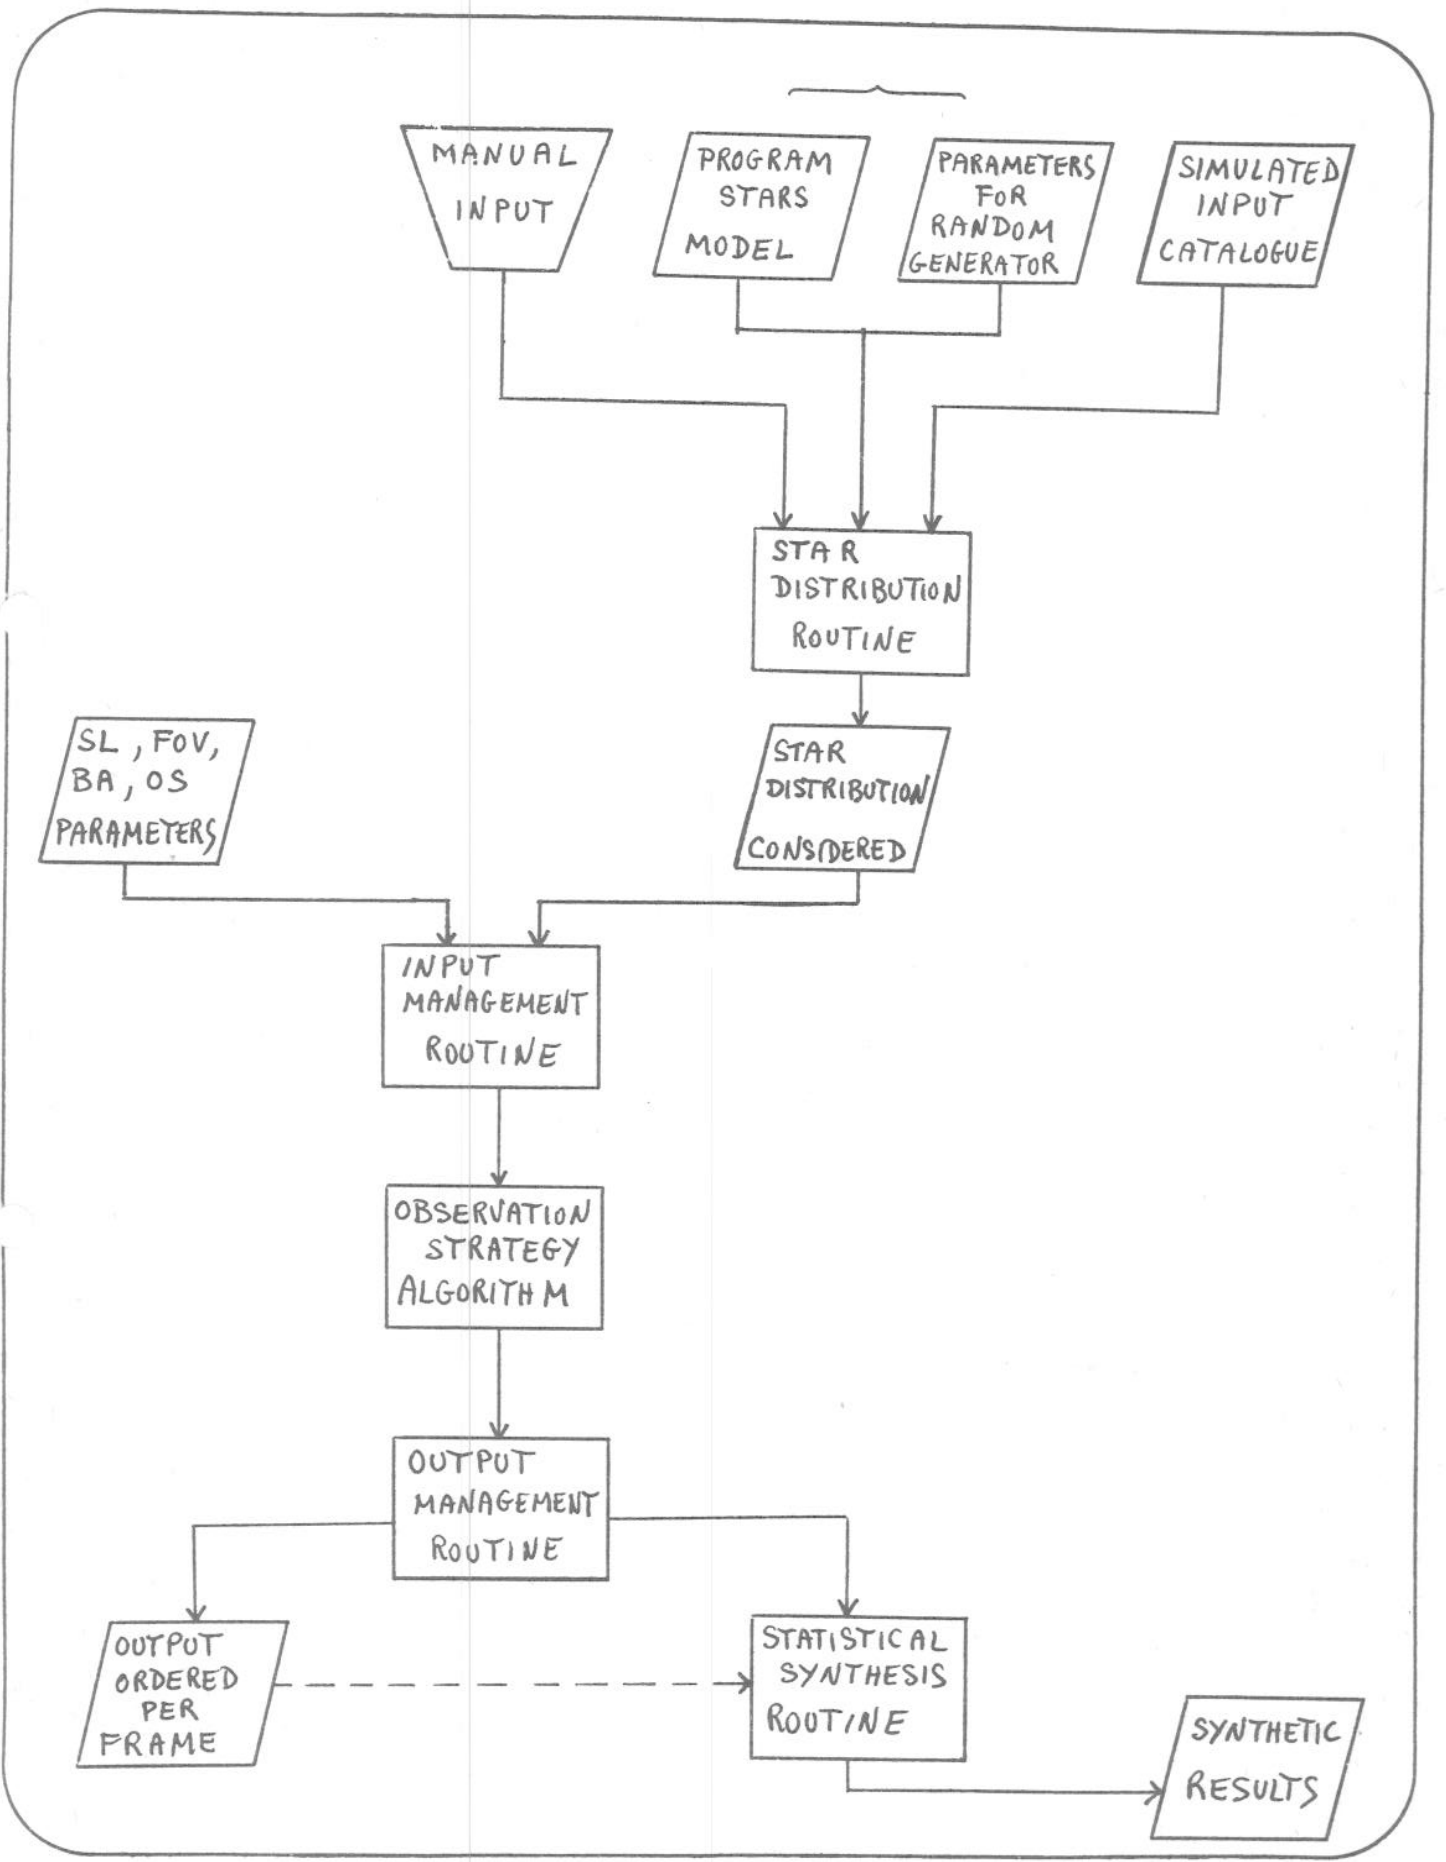 MANUAL
INPUT
PROGRAM
STARS
MODEL
PARAMETERS
FOR
RANDOM
GENERATOR
SIMULATED
INPUT
CATALOGUE
STAR
DISTRIBUTION
ROUTINE
SL, FOV,
BA, OS
PARAMETERS
STAR
DISTRIBUTION
CONSIDERED
INPUT
MANAGEMENT
ROUTINE
OBSERVATION
STRATEGY
ALGORITHM
OUTPUT
MANAGEMENT
ROUTINE
OUTPUT
ORDERED
PER
FRAME
STATISTICAL
SYNTHESIS
ROUTINE
SYNTHETIC
RESULTS